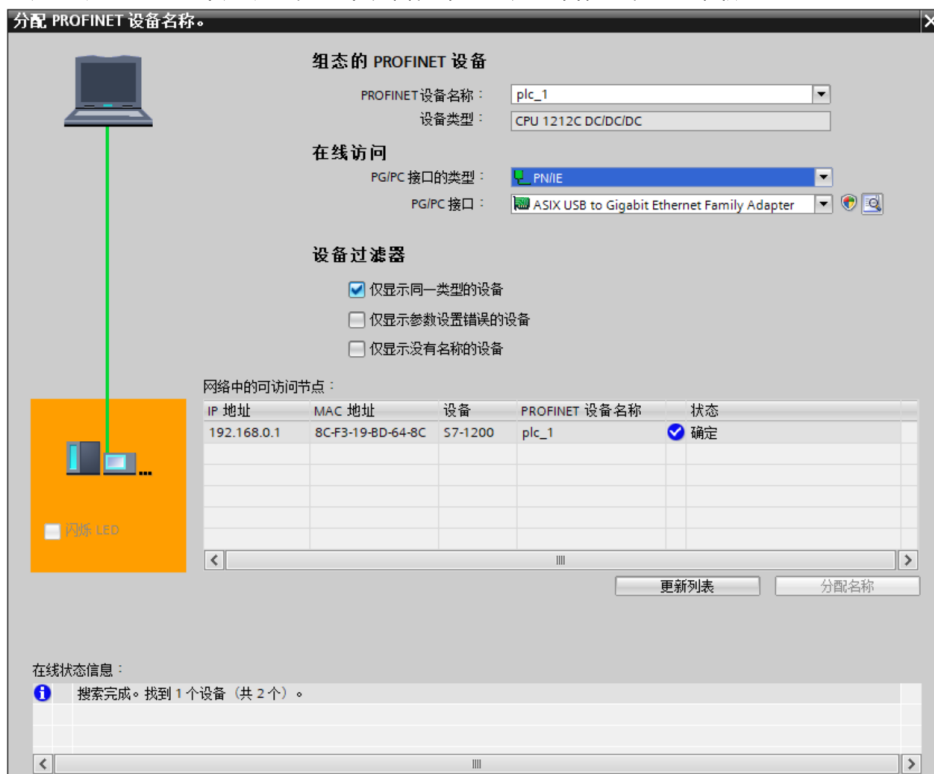 分配 PROFINET 设备名称。
组态的 PROFINET 设备
PROFINET设备名称： plc_1
设备类型： CPU 1212C DC/DC/DC
在线访问
PG/PC 接口的类型： PN/IE
PG/PC 接口： ASIX USB to Gigabit Ethernet Family Adapter
设备过滤器
仅显示同一类型的设备
仅显示参数设置错误的设备
仅显示没有名称的设备
网络中的可访问节点：
IP 地址 MAC 地址 设备 PROFINET 设备名称 状态
192.168.0.1 8C-F3-19-BD-64-8C S7-1200 plc_1 确定
闪烁 LED
更新列表 分配名称
在线状态信息：
搜索完成。找到 1 个设备（共 2 个）。